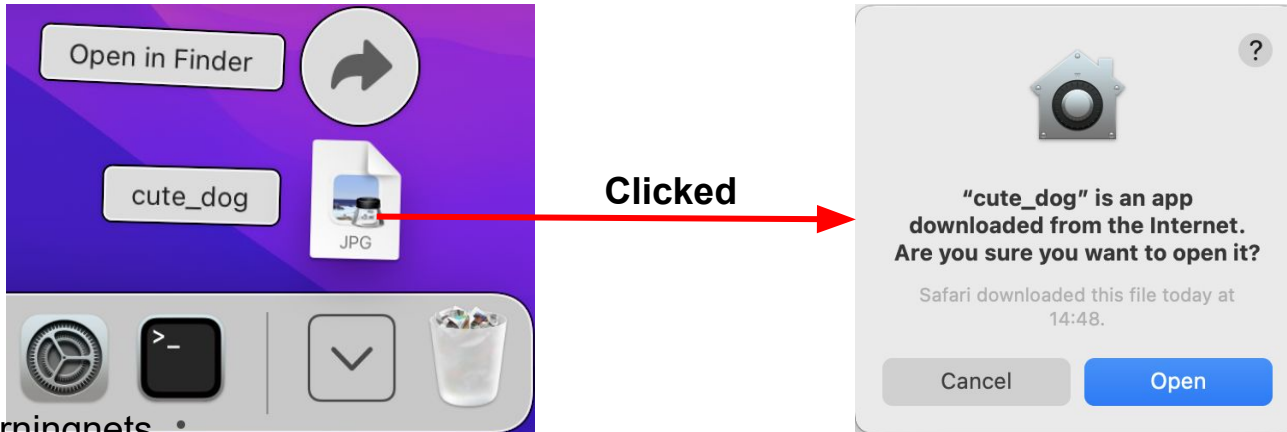 Open in Finder
cute_dog
JPG
>_
Clicked
?
“cute_dog” is an app
downloaded from the Internet.
Are you sure you want to open it?
Safari downloaded this file today at
14:48.
Cancel
Open